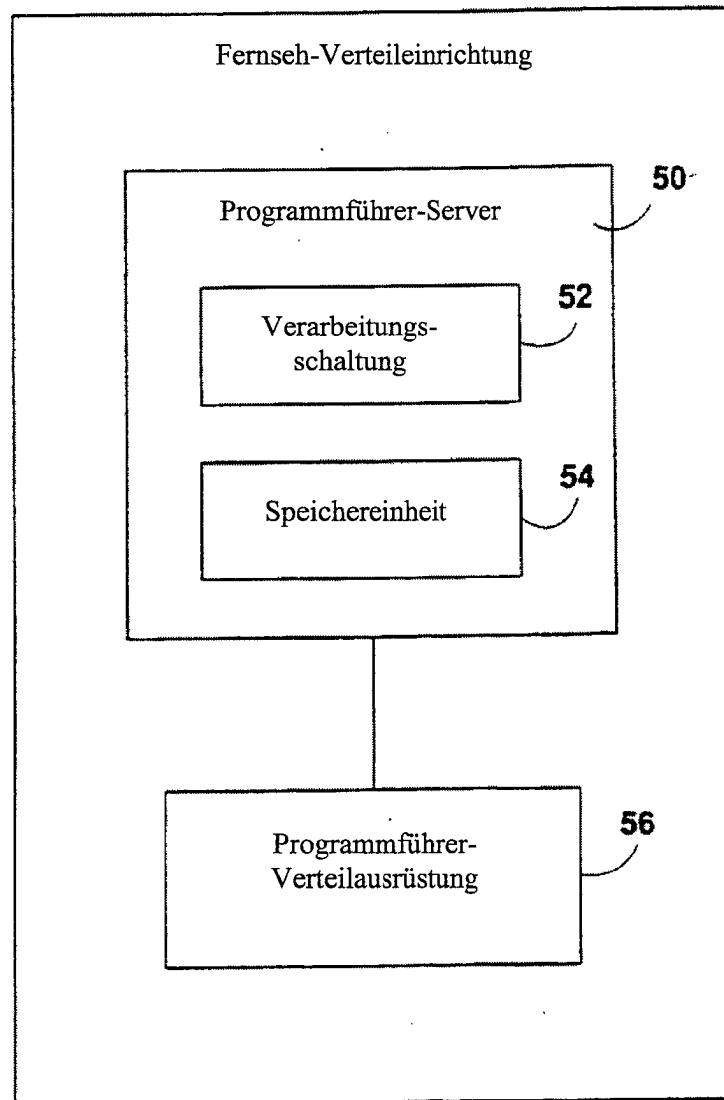 Fernseh-Verteileinrichtung
50
Programmführer-Server
52
Verarbeitungs-
schaltung
54
Speichereinheit
56
Programmführer-
Verteilausrüstung